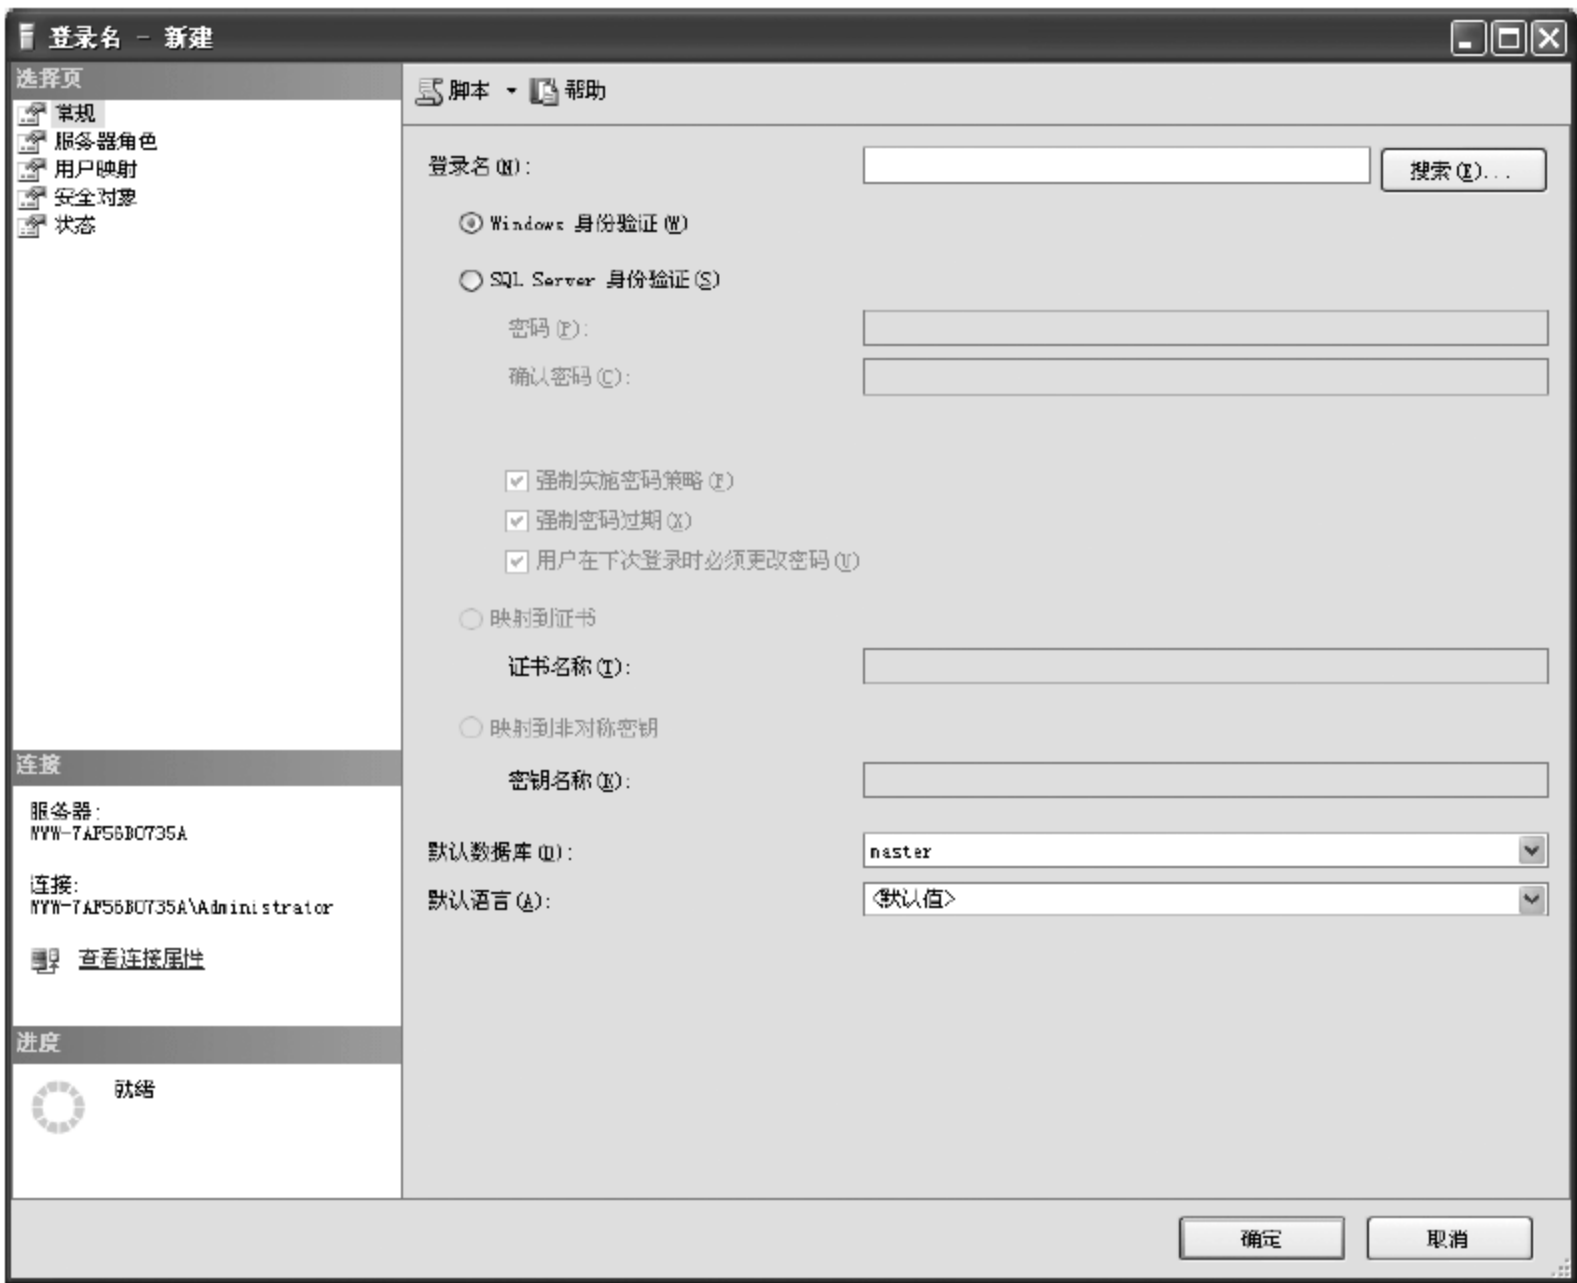 登录名 - 新建
选择页
常规
服务器角色
用户映射
安全对象
状态
脚本 帮助
登录名(N):
搜索(E)...
Windows 身份验证(W)
SQL Server 身份验证(S)
密码(P):
确认密码(C):
强制实施密码策略(F)
强制密码过期(X)
用户在下次登录时必须更改密码(U)
映射到证书
证书名称(T):
映射到非对称密钥
密钥名称(K):
默认数据库(D):
master
默认语言(A):
<默认值>
连接
服务器:
连接:
查看连接属性
进度
就绪
确定
取消